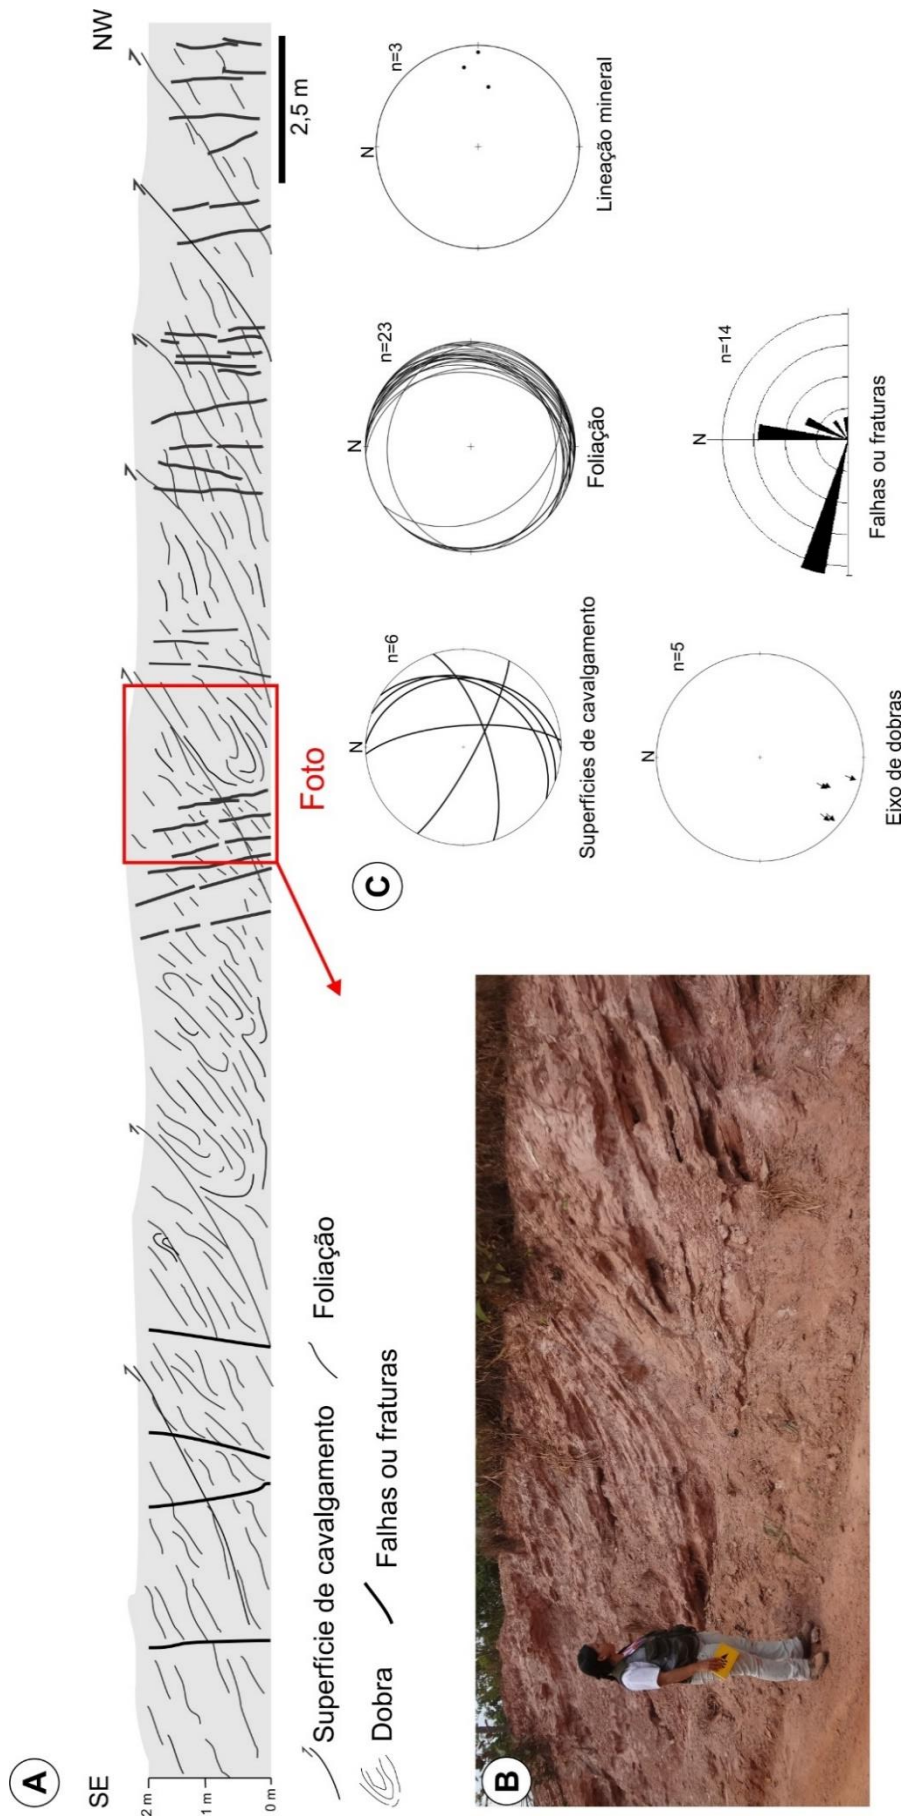 A
SE
NW
2 m
1 m
0 m
2,5 m
Superfície de cavalgamento
Foliação
Dobra
Falhas ou fraturas
Foto
B
C
N
n=6
Superfícies de cavalgamento
N
n=23
Foliação
N
n=3
Lineação mineral
N
n=5
Eixo de dobras
N
n=14
Falhas ou fraturas